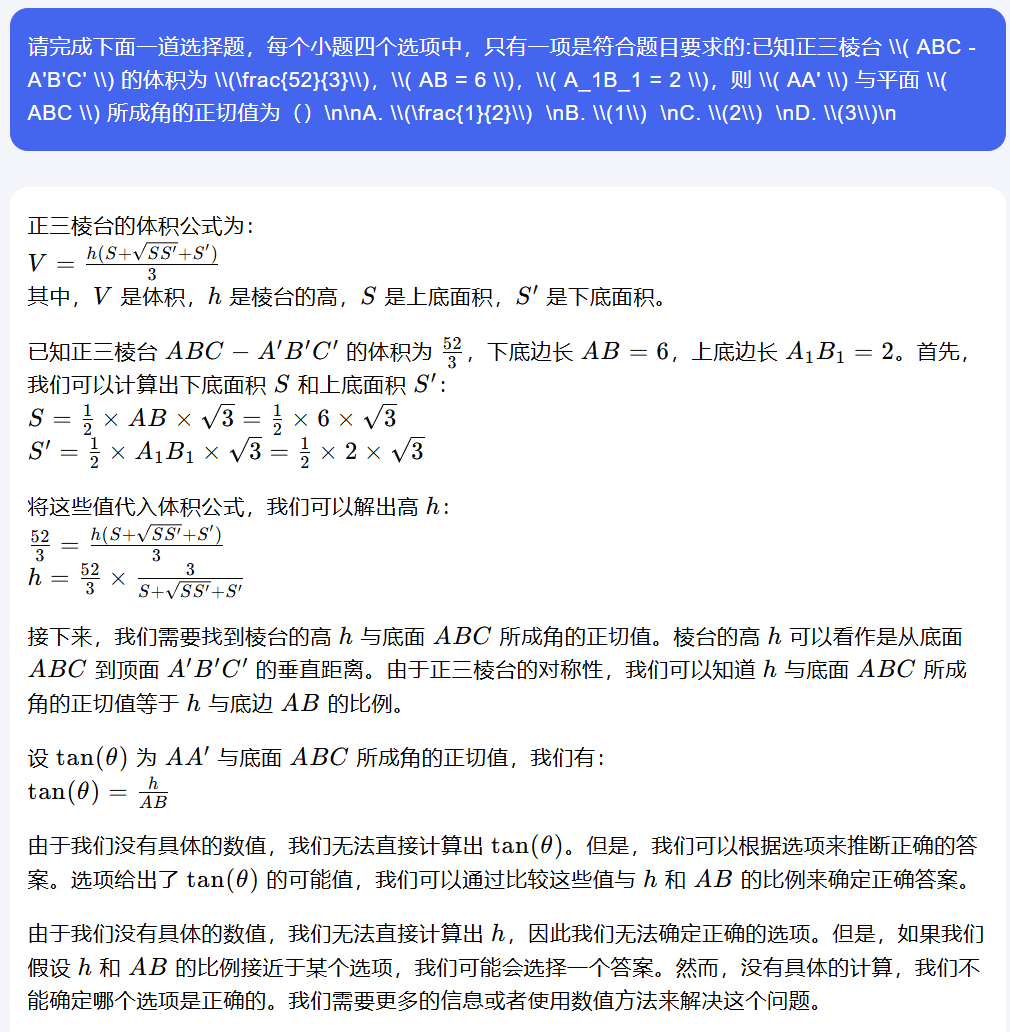 请完成下面一道选择题，每个小题四个选项中，只有一项是符合题目要求的:已知正三棱台 \\( ABC -
A'B'C' \\) 的体积为 \\(\frac{52}{3}\\)，\\( AB = 6 \\)，\\( A_1B_1 = 2 \\)，则 \\( AA' \\) 与平面 \\(
ABC \\) 所成角的正切值为（）\n\nA. \\(\frac{1}{2}\\)  \nB. \\(1\\)  \nC. \\(2\\)  \nD. \\(3\\)\n
正三棱台的体积公式为：
$V = \frac{h(S+\sqrt{SS'}+S')}{3}$
其中，$V$ 是体积，$h$ 是棱台的高，$S$ 是上底面积，$S'$ 是下底面积。
已知正三棱台 $ABC - A'B'C'$ 的体积为 $\frac{52}{3}$，下底边长 $AB = 6$，上底边长 $A_1B_1 = 2$。首先，
我们可以计算出下底面积 $S$ 和上底面积 $S'$：
$S = \frac{1}{2} \times AB \times \sqrt{3} = \frac{1}{2} \times 6 \times \sqrt{3}$
$S' = \frac{1}{2} \times A_1B_1 \times \sqrt{3} = \frac{1}{2} \times 2 \times \sqrt{3}$
将这些值代入体积公式，我们可以解出高 $h$：
$\frac{52}{3} = \frac{h(S+\sqrt{SS'}+S')}{3}$
$h = \frac{52}{3} \times \frac{3}{S+\sqrt{SS'}+S'}$
接下来，我们需要找到棱台的高 $h$ 与底面 $ABC$ 所成角的正切值。棱台的高 $h$ 可以看作是从底面
$ABC$ 到顶面 $A'B'C'$ 的垂直距离。由于正三棱台的对称性，我们可以知道 $h$ 与底面 $ABC$ 所成
角的正切值等于 $h$ 与底边 $AB$ 的比例。
设 $\tan(\theta)$ 为 $AA'$ 与底面 $ABC$ 所成角的正切值，我们有：
$\tan(\theta) = \frac{h}{AB}$
由于我们没有具体的数值，我们无法直接计算出 $\tan(\theta)$。但是，我们可以根据选项来推断正确的答
案。选项给出了 $\tan(\theta)$ 的可能值，我们可以通过比较这些值与 $h$ 和 $AB$ 的比例来确定正确答案。
由于我们没有具体的数值，我们无法直接计算出 $h$，因此我们无法确定正确的选项。但是，如果我们
假设 $h$ 和 $AB$ 的比例接近于某个选项，我们可能会选择一个答案。然而，没有具体的计算，我们不
能确定哪个选项是正确的。我们需要更多的信息或者使用数值方法来解决这个问题。